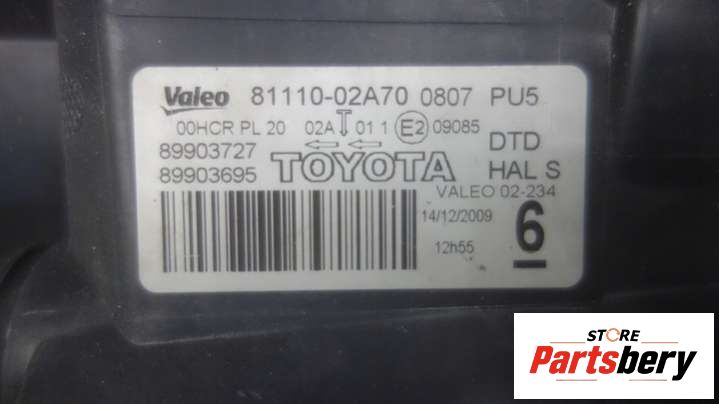 Valeo 81110-02A70 0807 PU5
00HCR PL 20 02A 01 1 E2 09085
89903727 TOYOTA DTD
89903695 HAL S
VALEO 02-234
14/12/2009 6
12h55
STORE
Partsbery